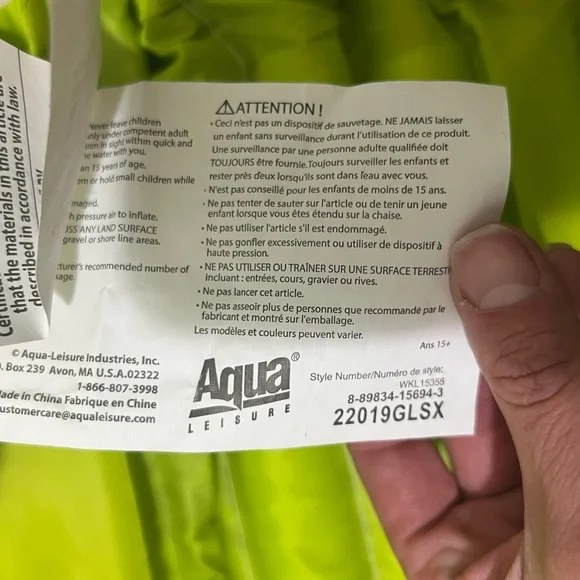 that the materials in this article are
described in accordance with law.
Never leave children
only under competent adult
within quick and
water with you.
15 years of age.
or hold small children while
maged.
h pressure air to inflate.
OSS ANY LAND SURFACE
gravel or shore line areas.
cturer's recommended number of
kage.
© Aqua-Leisure Industries, Inc.
. Box 239 Avon, MA U.S.A.02322
1-866-807-3998
ade in China Fabrique en Chine
ustomercare@aqualeisure.com
⚠ATTENTION !
• Ceci n'est pas un dispositif de sauvetage. NE JAMAIS laisser
un enfant sans surveillance durant l'utilisation de ce produit.
Une surveillance par une personne adulte qualifiée doit
TOUJOURS être fournie.Toujours surveiller les enfants et
rester près deux lorsqu'ils sont dans l'eau avec vous.
• N'est pas conseillé pour les enfants de moins de 15 ans.
• Ne pas tenter de sauter sur l'article ou de tenir un jeune
enfant lorsque vous êtes étendu sur la chaise.
• Ne pas utiliser l'article s'il est endommagé.
• Ne pas gonfler excessivement ou utiliser de dispositif à
haute pression.
• NE PAS UTILISER OU TRAÎNER SUR UNE SURFACE TERREST
incluant : entrées, cours, gravier ou rives.
• Ne pas lancer cet article.
• Ne pas asseoir plus de personnes que recommandé par le
fabricant et montré sur l'emballage.
Les modèles et couleurs peuvent varier.
Ans 15+
Aqua®
LEISURE
Style Number/Numéro de style:
WKL15355
8-89834-15694-3
22019GLSX